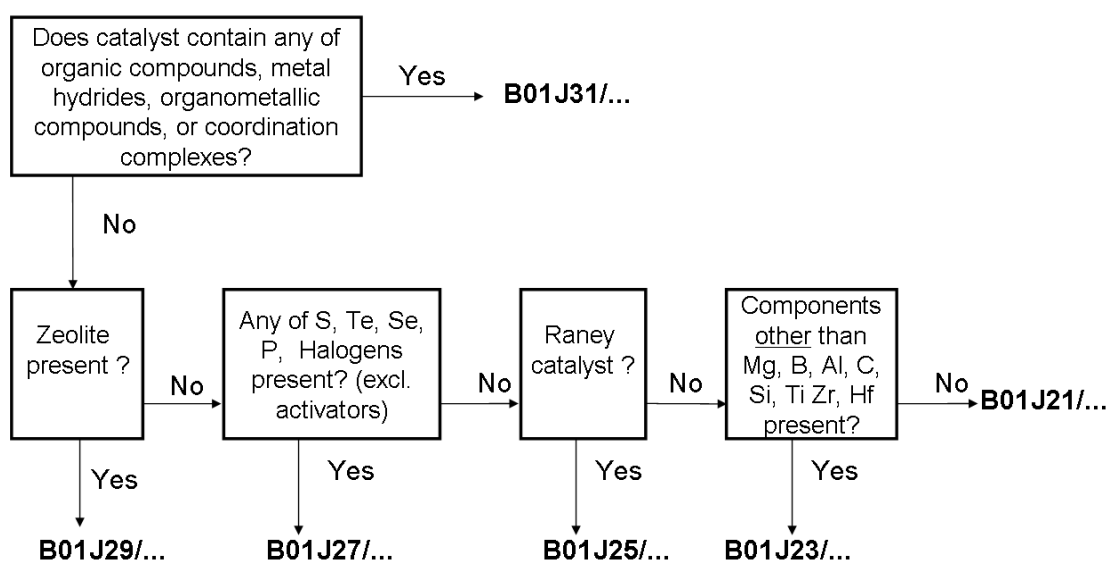 Does catalyst contain any of
organic compounds, metal
hydrides, organometallic
compounds, or coordination
complexes?
Yes
B01J31/...
No
Zeolite
present ?
No
Any of S, Te, Se,
P, Halogens
present? (excl.
activators)
No
Raney
catalyst ?
No
Components
other than
Mg, B, Al, C,
Si, Ti Zr, Hf
present?
No
B01J21/...
Yes
Yes
Yes
Yes
B01J29/...
B01J27/...
B01J25/...
B01J23/...